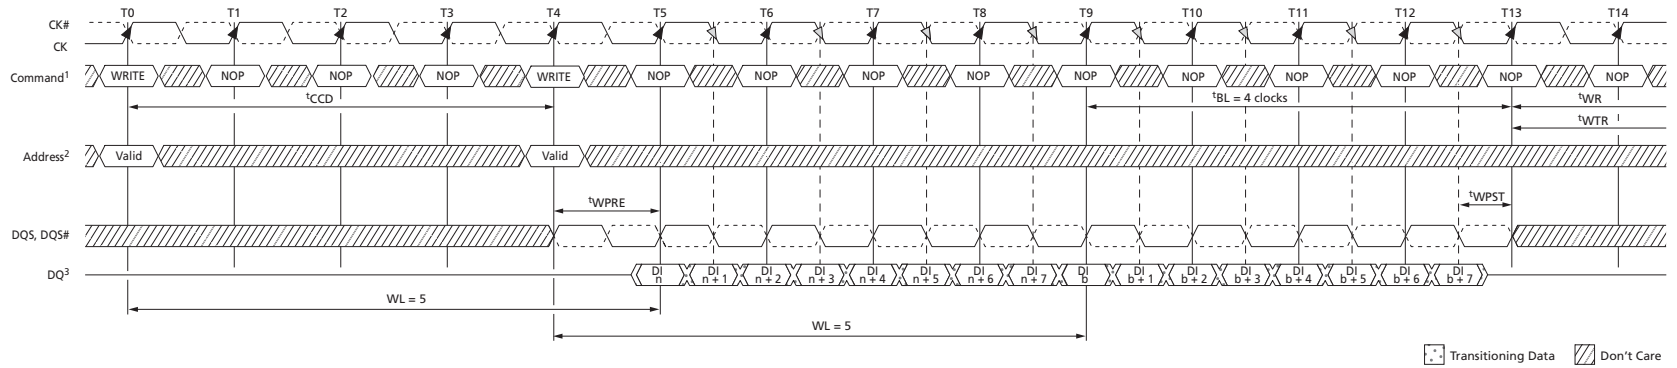 T0 T1 T2 T3 T4 T5 T6 T7 T8 T9 T10 T11 T12 T13 T14
CK#
CK
Command1 WRITE NOP NOP NOP WRITE NOP NOP NOP NOP NOP NOP NOP NOP NOP NOP
tCCD tBL = 4 clocks tWR
tWTR
Address2 Valid Valid
tWPRE tWPST
DQS, DQS#
DQ3 DI n DI n + 1 DI n + 2 DI n + 3 DI n + 4 DI n + 5 DI n + 6 DI n + 7 DI b DI b + 1 DI b + 2 DI b + 3 DI b + 4 DI b + 5 DI b + 6 DI b + 7
WL = 5
WL = 5
Transitioning Data Don't Care